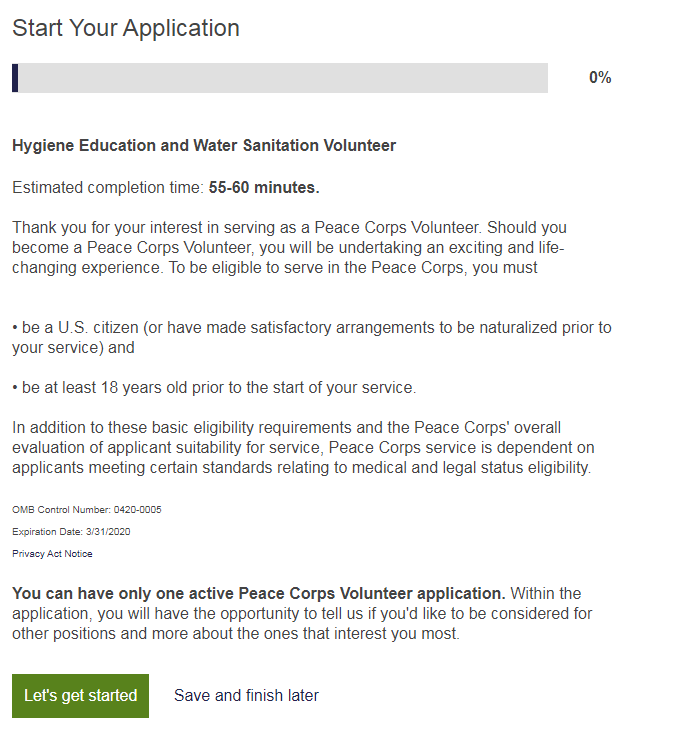 Start Your Application
0%
Hygiene Education and Water Sanitation Volunteer
Estimated completion time: 55-60 minutes.
Thank you for your interest in serving as a Peace Corps Volunteer. Should you
become a Peace Corps Volunteer, you will be undertaking an exciting and life-
changing experience. To be eligible to serve in the Peace Corps, you must
• be a U.S. citizen (or have made satisfactory arrangements to be naturalized prior to
your service) and
• be at least 18 years old prior to the start of your service.
In addition to these basic eligibility requirements and the Peace Corps' overall
evaluation of applicant suitability for service, Peace Corps service is dependent on
applicants meeting certain standards relating to medical and legal status eligibility.
OMB Control Number: 0420-0005
Expiration Date: 3/31/2020
Privacy Act Notice
You can have only one active Peace Corps Volunteer application. Within the
application, you will have the opportunity to tell us if you'd like to be considered for
other positions and more about the ones that interest you most.
Let's get started
Save and finish later